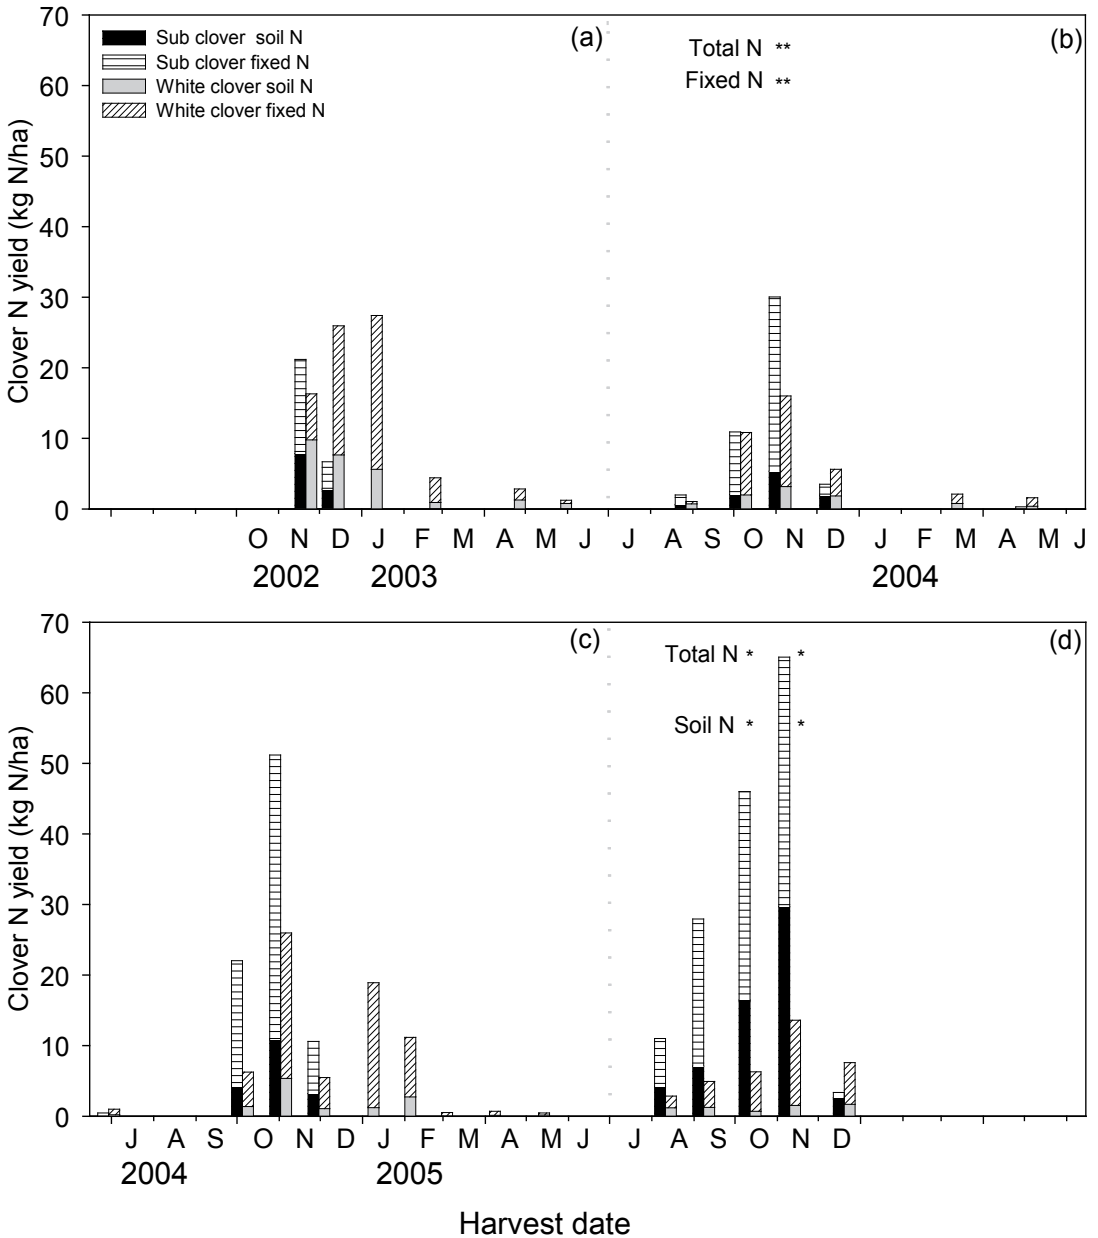 70
60
50
40
30
20
10
0
Clover N yield (kg N/ha)
Sub clover soil N
Sub clover fixed N
White clover soil N
White clover fixed N
(a)
Total N **
Fixed N **
(b)
O N D J F M A M J J A S O N D J F M A M J
2002 2003 2004
70
60
50
40
30
20
10
0
Clover N yield (kg N/ha)
(c)
Total N * *
Soil N * *
(d)
J A S O N D J F M A M J J A S O N D
2004 2005
Harvest date